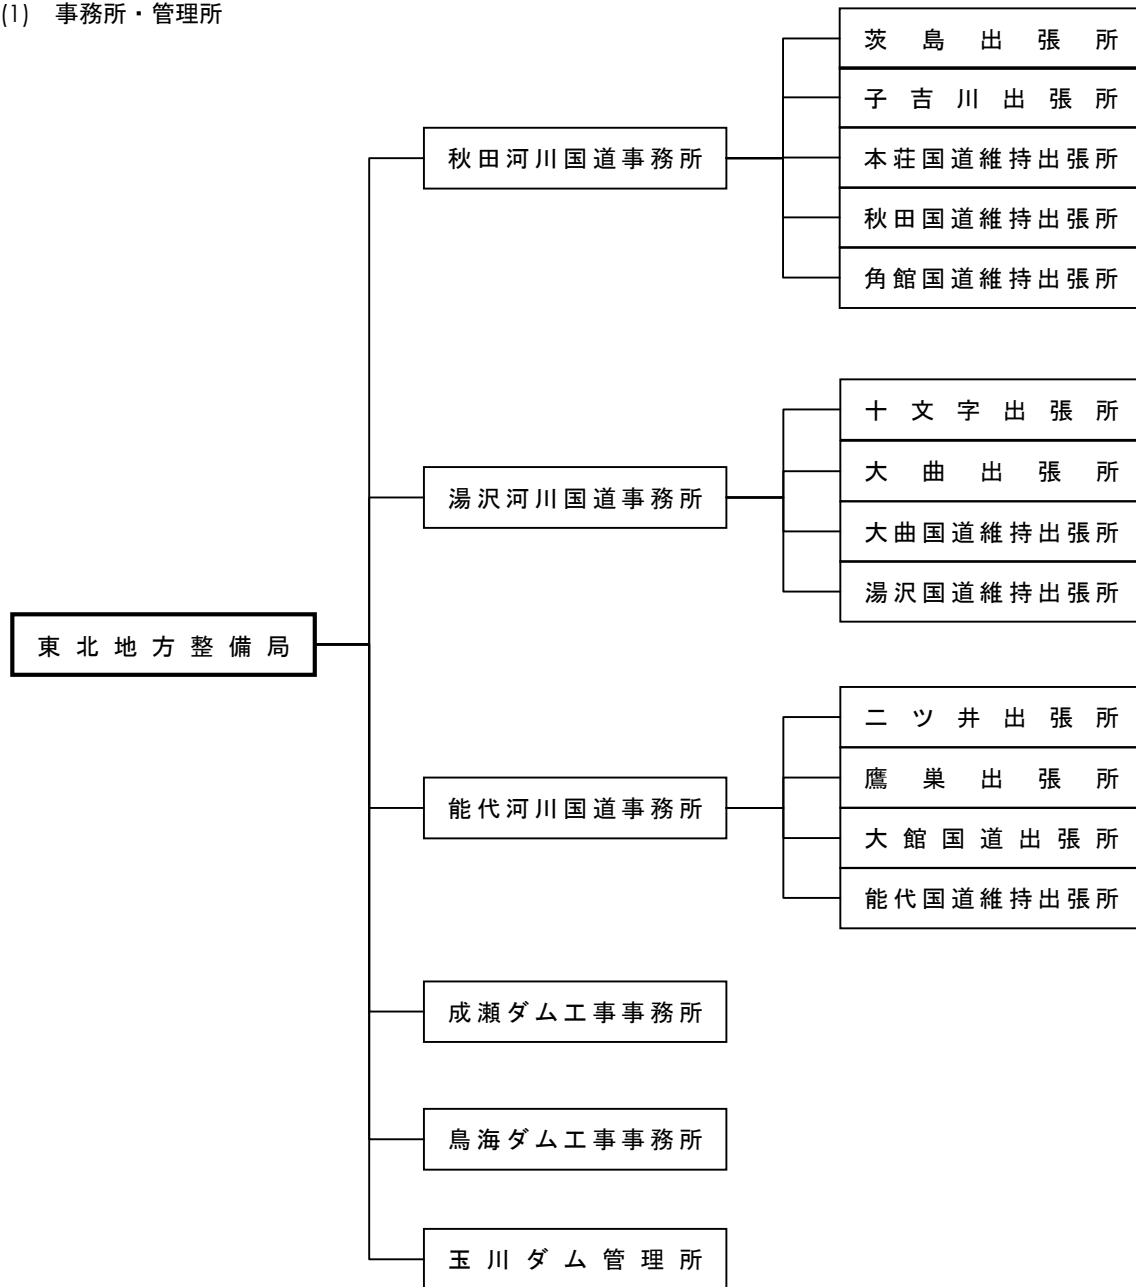 (1) 事務所・管理所
茨島出張所
子吉川出張所
秋田河川国道事務所
本荘国道維持出張所
秋田国道維持出張所
角館国道維持出張所
十文字出張所
大曲出張所
湯沢河川国道事務所
大曲国道維持出張所
湯沢国道維持出張所
東北地方整備局
二ツ井出張所
鷹巣出張所
能代河川国道事務所
大館国道出張所
能代国道維持出張所
成瀬ダム工事事務所
鳥海ダム工事事務所
玉川ダム管理所